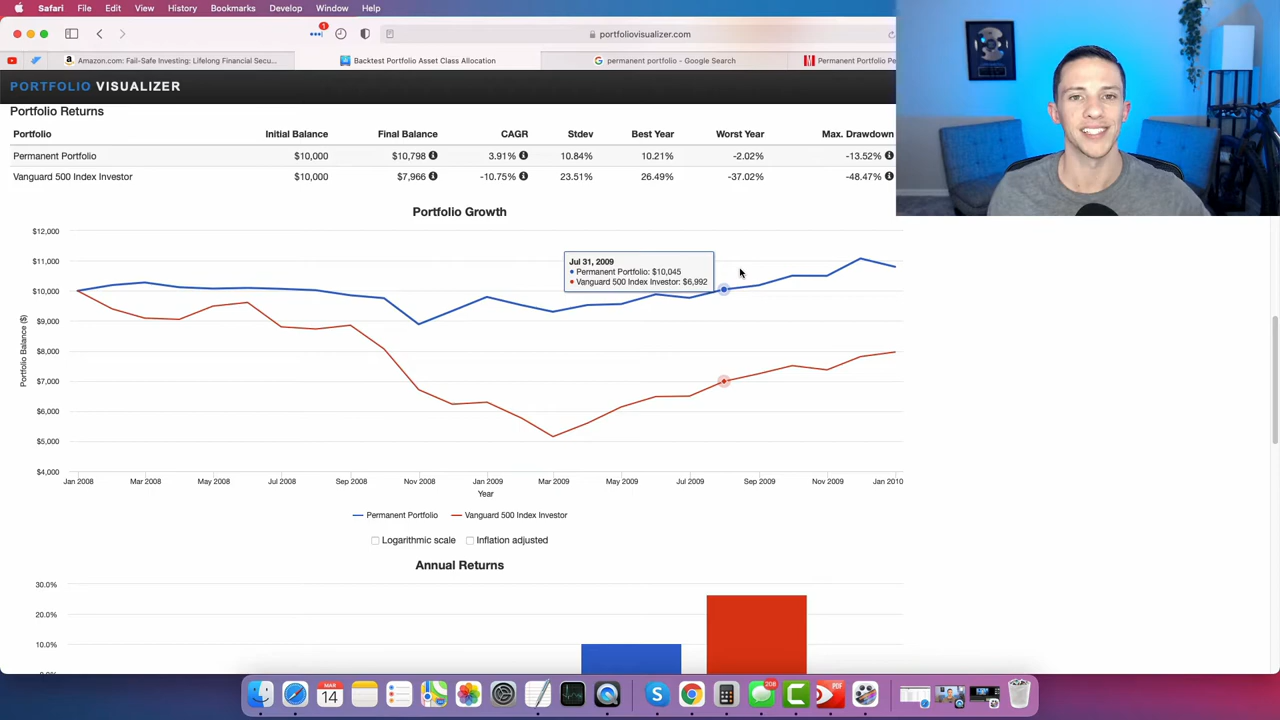 Safari File Edit View History Bookmarks Develop Window Help
1
portfoliovisualizer.com
Amazon.com: Fail-Safe Investing: Lifelong Financial Secu...
Backtest Portfolio Asset Class Allocation
permanent portfolio - Google Search
Permanent Portfolio Pe
PORTFOLIO VISUALIZER
Portfolio Returns
Portfolio Initial Balance Final Balance CAGR Stdev Best Year Worst Year Max. Drawdown
Permanent Portfolio $10,000 $10,798 3.91% 10.84% 10.21% -2.02% -13.52%
Vanguard 500 Index Investor $10,000 $7,966 -10.75% 23.51% 26.49% -37.02% -48.47%
Portfolio Growth
$12,000
$11,000
$10,000
$9,000
$8,000
$7,000
$6,000
$5,000
$4,000
Portfolio Balance ($)
Jul 31, 2009
Permanent Portfolio: $10,045
Vanguard 500 Index Investor: $6,992
Jan 2008 Mar 2008 May 2008 Jul 2008 Sep 2008 Nov 2008 Jan 2009 Mar 2009 May 2009 Jul 2009 Sep 2009 Nov 2009 Jan 2010
Year
Permanent Portfolio Vanguard 500 Index Investor
Logarithmic scale Inflation adjusted
Annual Returns
30.0%
20.0%
10.0%
MAR
14
208
PDF